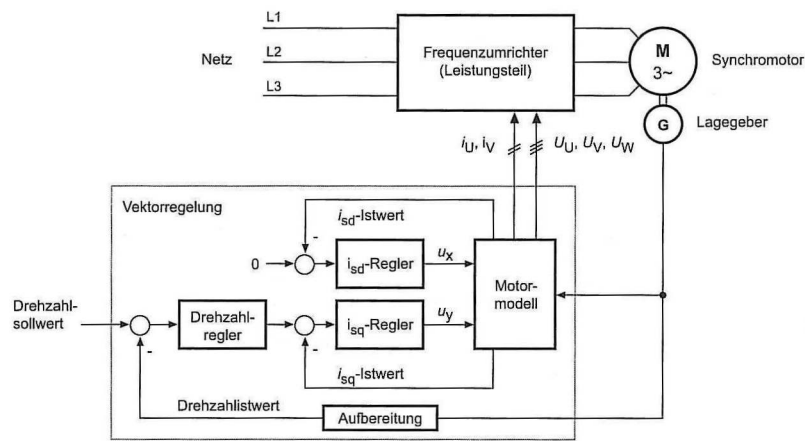 L1
Netz
L2
L3
Frequenzumrichter
(Leistungsteil)
M
3~
Synchromotor
G
Lagegeber
iU, iV
UU, UV, UW
Vektorregelung
isd-Istwert
-
0
isd-Regler
ux
Motor-
modell
Drehzahl-
sollwert
-
Drehzahl-
regler
-
isq-Regler
uy
isq-Istwert
Drehzahlistwert
Aufbereitung